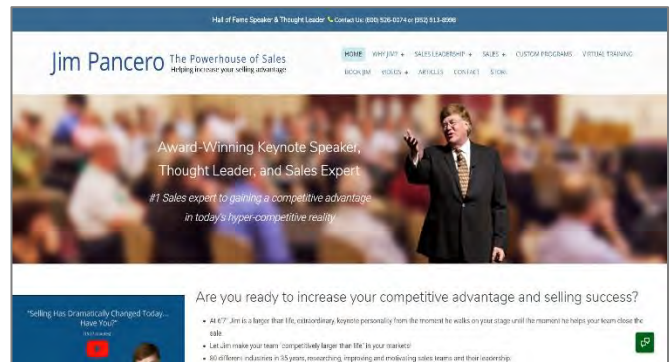 Hall of Fame Speaker & Thought Leader Contact Us: (800) 526-0074 or (952) 913-8998
Jim Pancero The Powerhouse of Sales
Helping increase your selling advantage
HOME WHY JIM? + SALES LEADERSHIP + SALES + CUSTOM PROGRAMS VIRTUAL TRAINING
BOOK JIM VIDEOS + ARTICLES CONTACT STORE
Award-Winning Keynote Speaker,
Thought Leader, and Sales Expert
#1 Sales expert to gaining a competitive advantage
in today's hyper-competitive reality
Are you ready to increase your competitive advantage and selling success?
"Selling Has Dramatically Changed Today...
Have You?"
At 6'7" Jim is a larger than life, extraordinary, keynote personality from the moment he walks on your stage until the moment he helps your team close the
sale.
Let Jim make your team "competitively larger than life" in your markets!
80 different industries in 35 years, researching, improving and motivating sales teams and their leadership